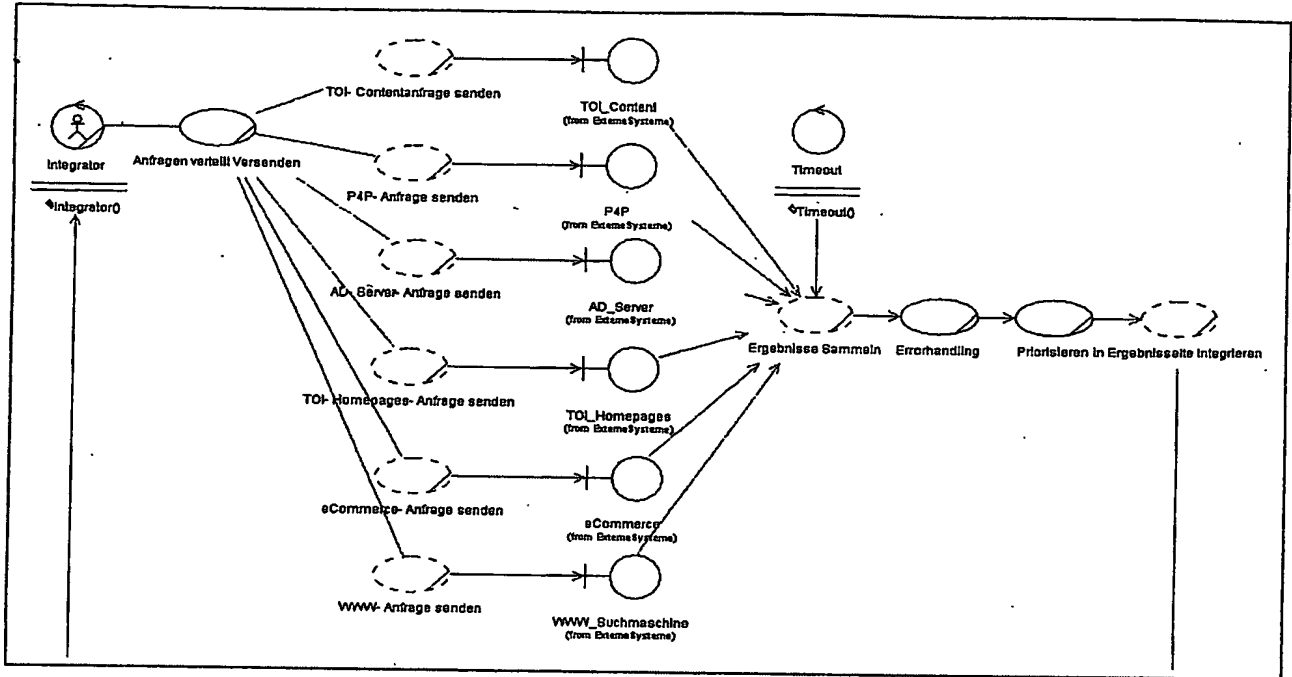 TOI- Contentanfrage senden
TOI_Content
(from ExterneSysteme)
Integrator
Anfragen verteilt Versenden
Timeout
P4P- Anfrage senden
P4P
(from ExterneSysteme)
Integrator()
Timeout()
AD- Server- Anfrage senden
AD_Server
(from ExterneSysteme)
Ergebnisse Sammeln
Errorhandling
Priorisieren in Ergebnisseite Integrieren
TOI- Homepages- Anfrage senden
TOI_Homepages
(from ExterneSysteme)
eCommerce- Anfrage senden
eCommerce
(from ExterneSysteme)
WWW- Anfrage senden
WWW_Suchmaschine
(from ExterneSysteme)